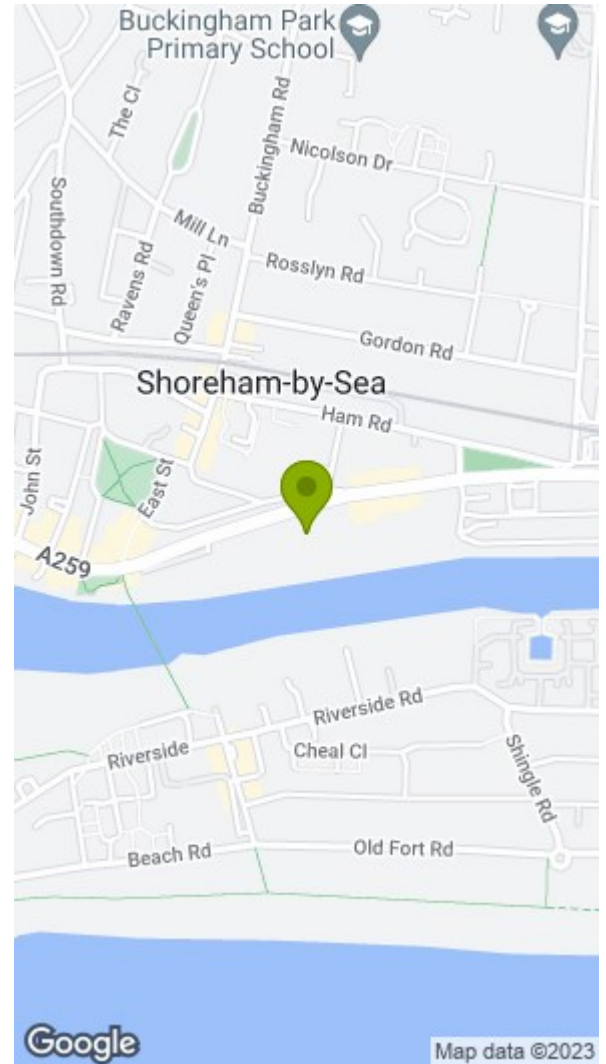 Buckingham Park
Primary School
The Cl
Buckingham Rd
Nicolson Dr
Southdown Rd
Mill Ln
Ravens Rd
Queen's Pl
Rosslyn Rd
Gordon Rd
Shoreham-by-Sea
Ham Rd
John St
East St
A259
Riverside Rd
Riverside
Cheal Cl
Shingle Rd
Beach Rd
Old Fort Rd
Google
Map data ©2023